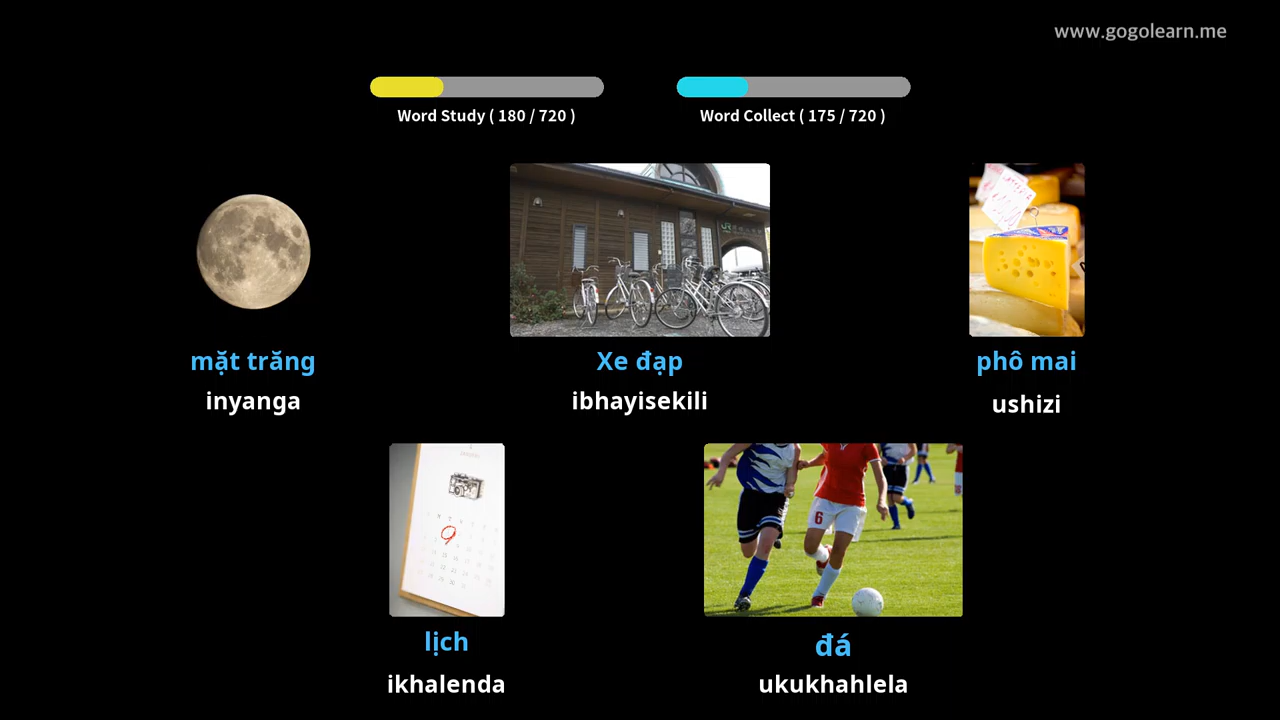 www.gogolearn.me
Word Study ( 180 / 720 )
Word Collect ( 175 / 720 )
mặt trăng
Xe đạp
phô mai
inyanga
ibhayisekili
ushizi
6
lịch
đá
ikhalenda
ukukhahlela